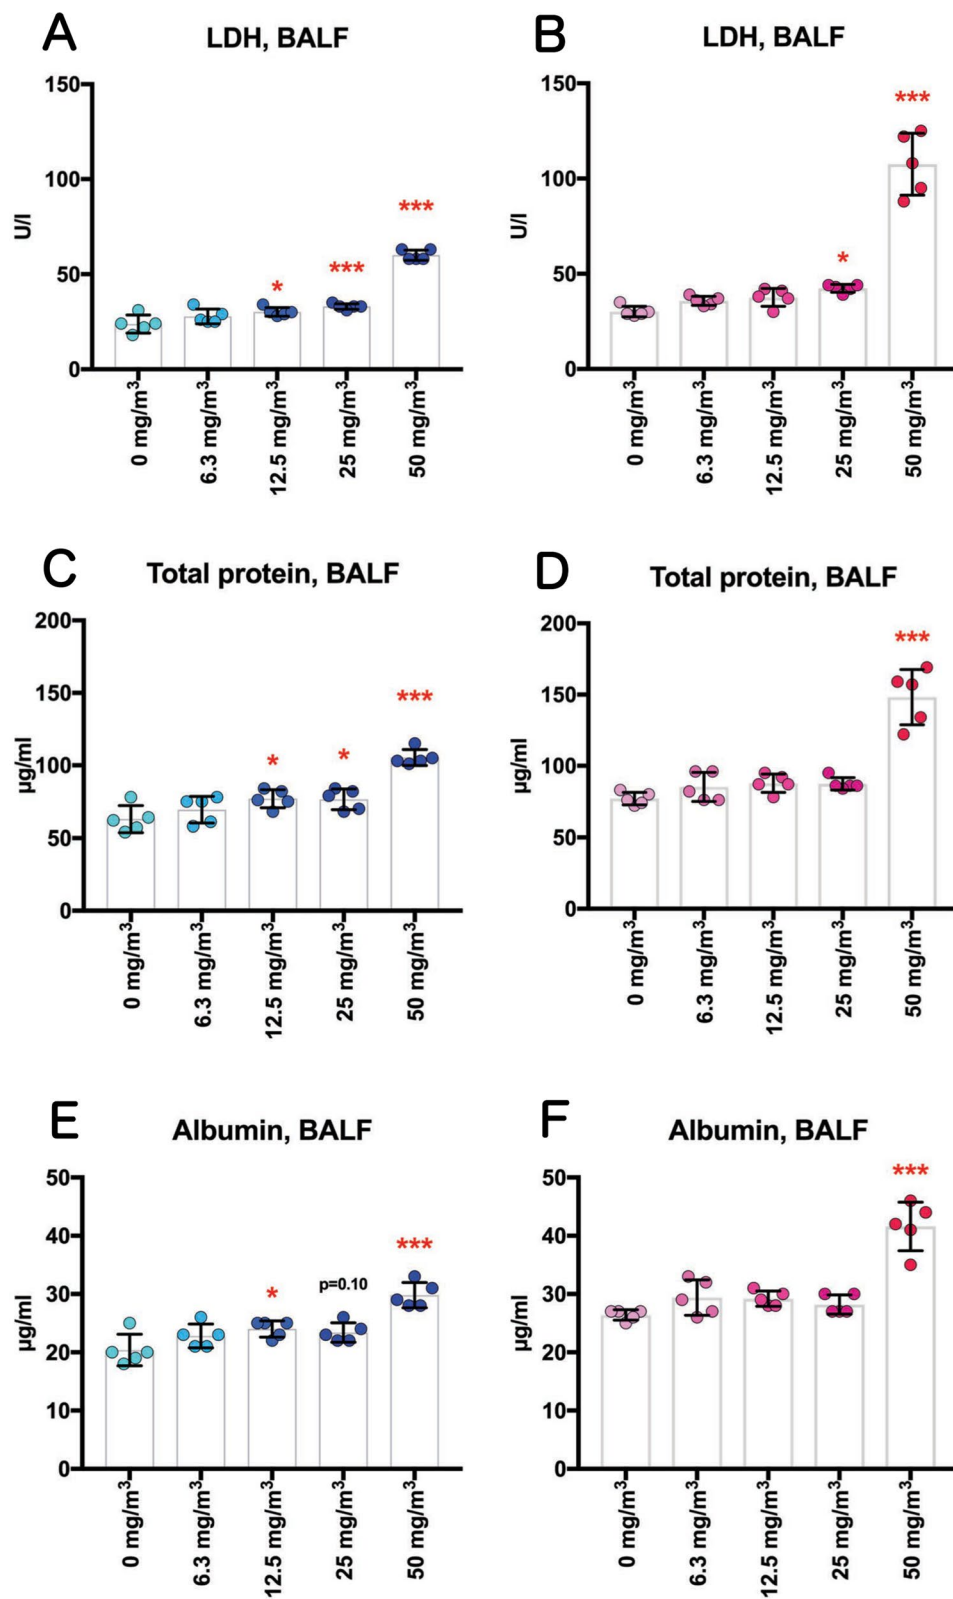 A
LDH, BALF
150
100
50
0
U/l
*
***
***
0 mg/m³
6.3 mg/m³
12.5 mg/m³
25 mg/m³
50 mg/m³
B
LDH, BALF
150
100
50
0
U/l
*
***
0 mg/m³
6.3 mg/m³
12.5 mg/m³
25 mg/m³
50 mg/m³
C
Total protein, BALF
200
150
100
50
0
µg/ml
*
*
***
0 mg/m³
6.3 mg/m³
12.5 mg/m³
25 mg/m³
50 mg/m³
D
Total protein, BALF
200
150
100
50
0
µg/ml
***
0 mg/m³
6.3 mg/m³
12.5 mg/m³
25 mg/m³
50 mg/m³
E
Albumin, BALF
50
40
30
20
10
0
µg/ml
*
p=0.10
***
0 mg/m³
6.3 mg/m³
12.5 mg/m³
25 mg/m³
50 mg/m³
F
Albumin, BALF
50
40
30
20
10
0
µg/ml
***
0 mg/m³
6.3 mg/m³
12.5 mg/m³
25 mg/m³
50 mg/m³